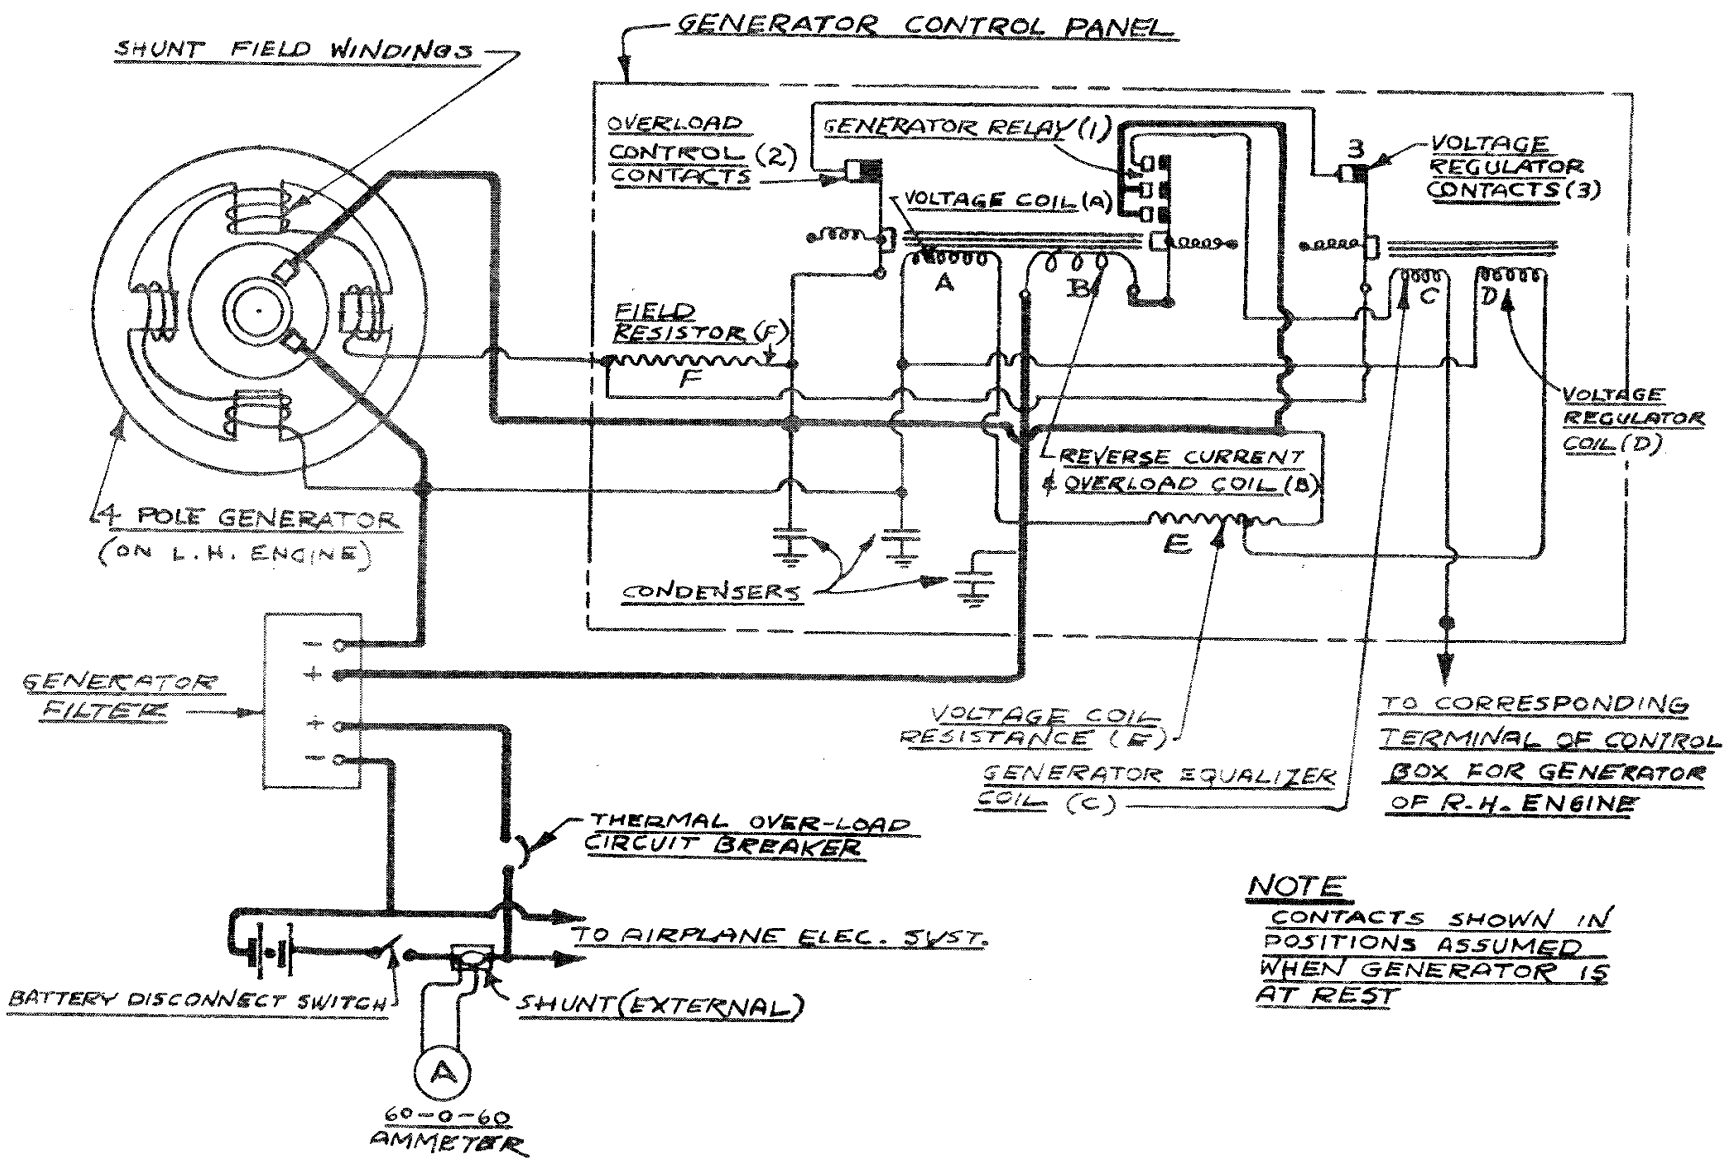 GENERATOR CONTROL PANEL
SHUNT FIELD WINDINGS
OVERLOAD
CONTROL (2)
CONTACTS
GENERATOR RELAY (1)
3
VOLTAGE
REGULATOR
CONTACTS (3)
VOLTAGE COIL (A)
A
B
C
D
FIELD
RESISTOR (F)
F
VOLTAGE
REGULATOR
COIL (D)
REVERSE CURRENT
& OVERLOAD COIL (B)
E
4 POLE GENERATOR
(ON L.H. ENGINE)
CONDENSERS
-
+
+
-
GENERATOR
FILTER
VOLTAGE COIL
RESISTANCE (E)
GENERATOR EQUALIZER
COIL (C)
TO CORRESPONDING
TERMINAL OF CONTROL
BOX FOR GENERATOR
OF R.H. ENGINE
THERMAL OVER-LOAD
CIRCUIT BREAKER
TO AIRPLANE ELEC. SYST.
BATTERY DISCONNECT SWITCH
SHUNT (EXTERNAL)
A
60-0-60
AMMETER
NOTE
CONTACTS SHOWN IN
POSITIONS ASSUMED
WHEN GENERATOR IS
AT REST